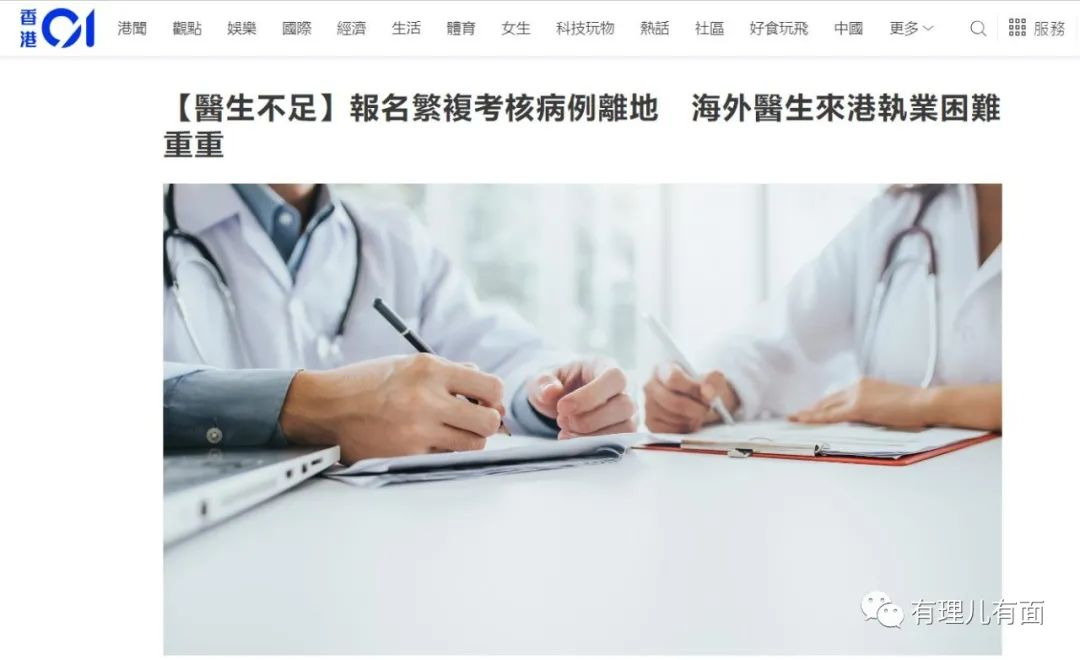 香港01 港聞 觀點 娛樂 國際 經濟 生活 體育 女生 科技玩物 熱話 社區 好食玩飛 中國 更多 服務
【醫生不足】報名繁複考核病例離地 海外醫生來港執業困難
重重
有理儿有面